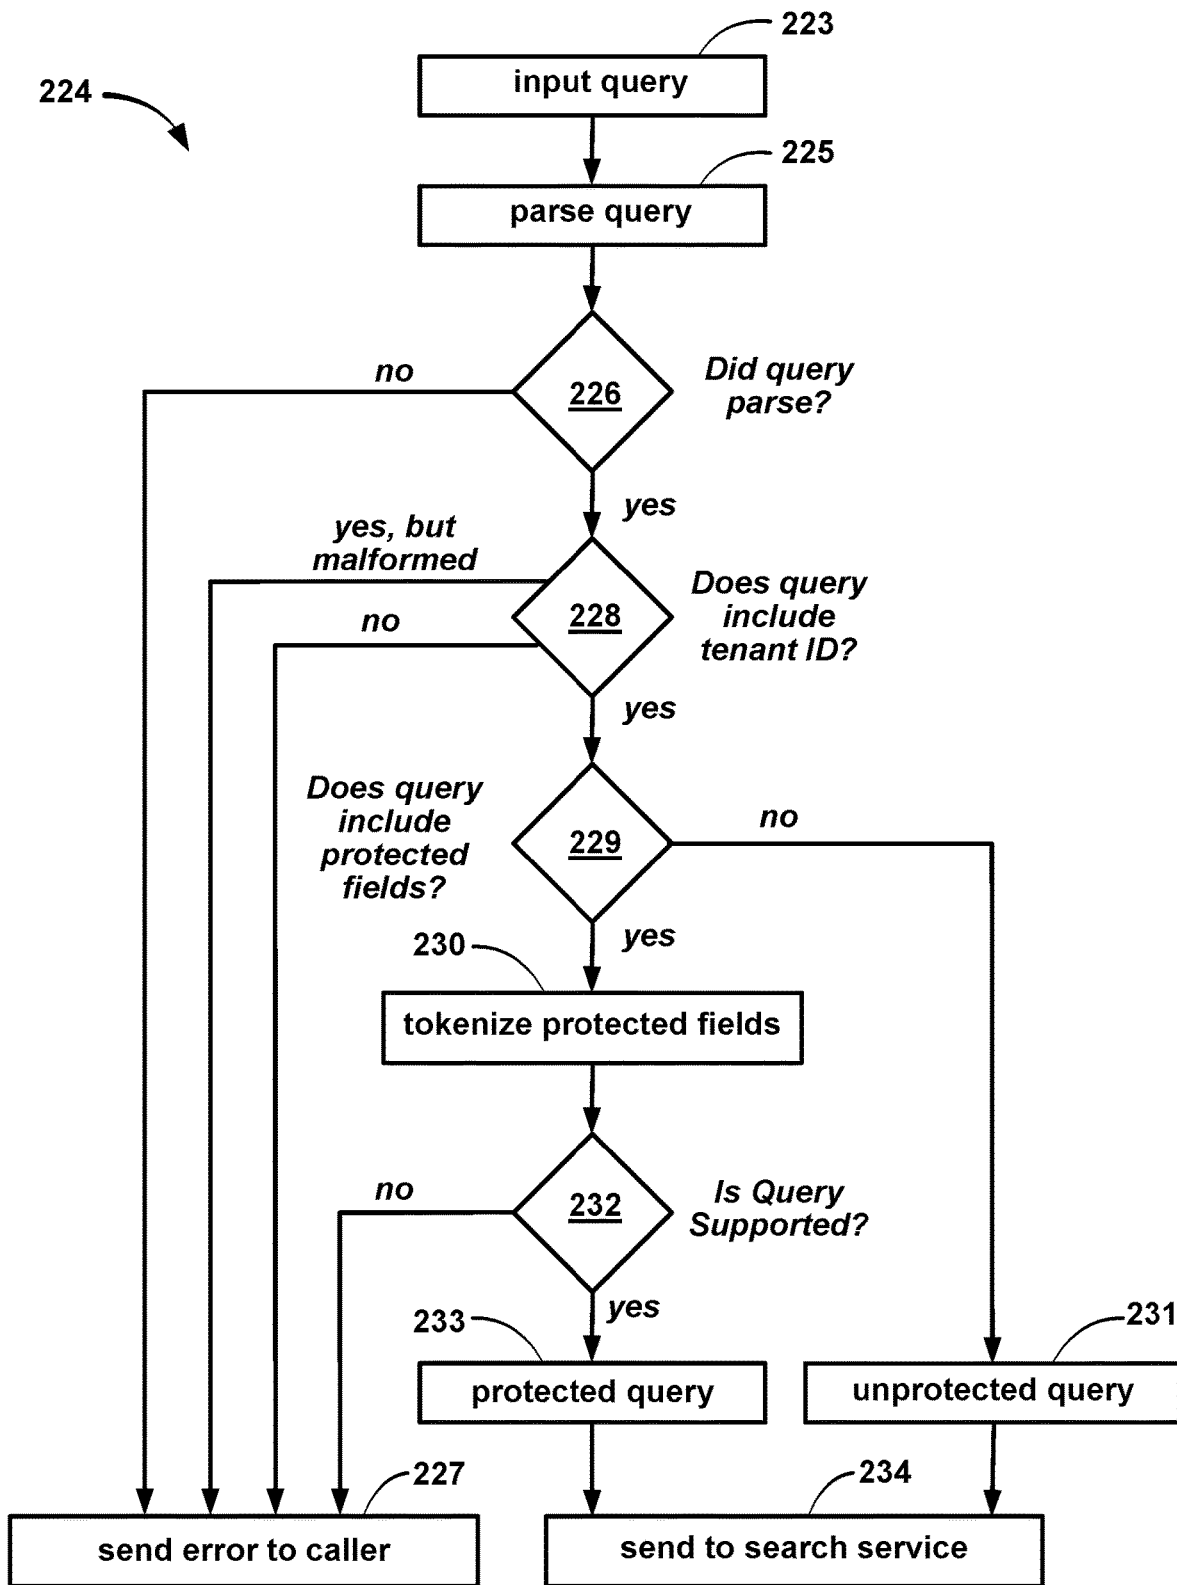 223
input query
224
225
parse query
no
226
Did query
parse?
yes
yes, but
malformed
no
228
Does query
include
tenant ID?
yes
Does query
include
protected
fields?
229
no
yes
230
tokenize protected fields
no
232
Is Query
Supported?
yes
233
231
protected query
unprotected query
227
234
send error to caller
send to search service